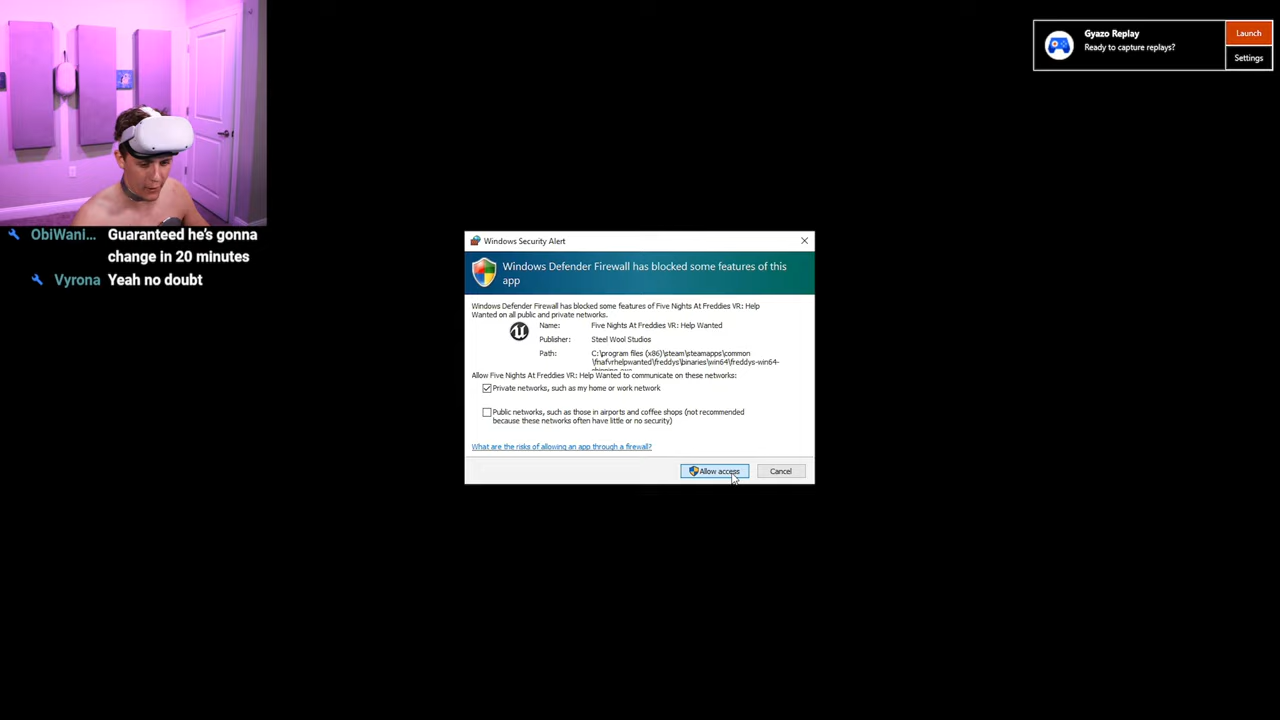 Gyazo Replay
Launch
Ready to capture replays?
Settings
ObiWani... Guaranteed he's gonna
change in 20 minutes
Vyrona Yeah no doubt
Windows Security Alert
Windows Defender Firewall has blocked some features of this
app
Windows Defender Firewall has blocked some features of Five Nights At Freddies VR: Help
Wanted on all public and private networks.
Name: Five Nights At Freddies VR: Help Wanted
Publisher: Steel Wool Studios
Path: C:\program files (x86)\steam\steamapps\common
\fnafvrhelpwanted\freddys\binaries\win64\freddys-win64-
shipping.exe
Allow Five Nights At Freddies VR: Help Wanted to communicate on these networks:
Private networks, such as my home or work network
Public networks, such as those in airports and coffee shops (not recommended
because these networks often have little or no security)
What are the risks of allowing an app through a firewall?
Allow access
Cancel